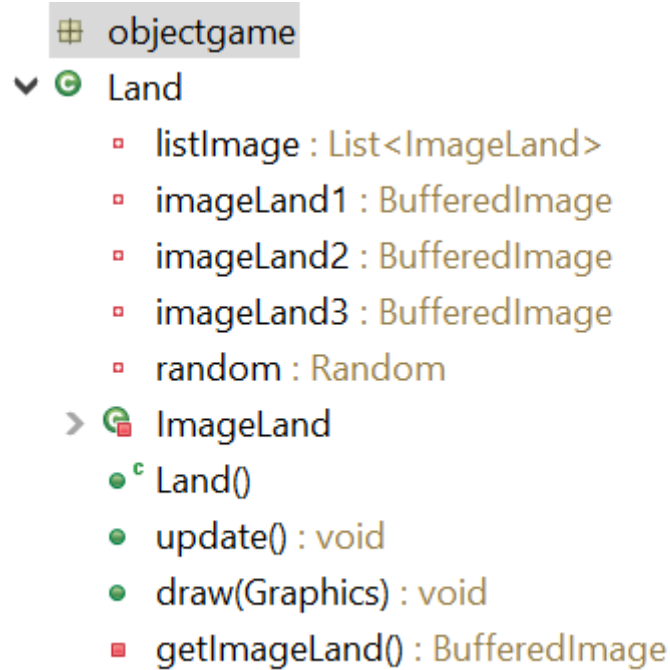 objectgame
Land
listImage : List<ImageLand>
imageLand1 : BufferedImage
imageLand2 : BufferedImage
imageLand3 : BufferedImage
random : Random
ImageLand
Land()
update() : void
draw(Graphics) : void
getImageLand() : BufferedImage